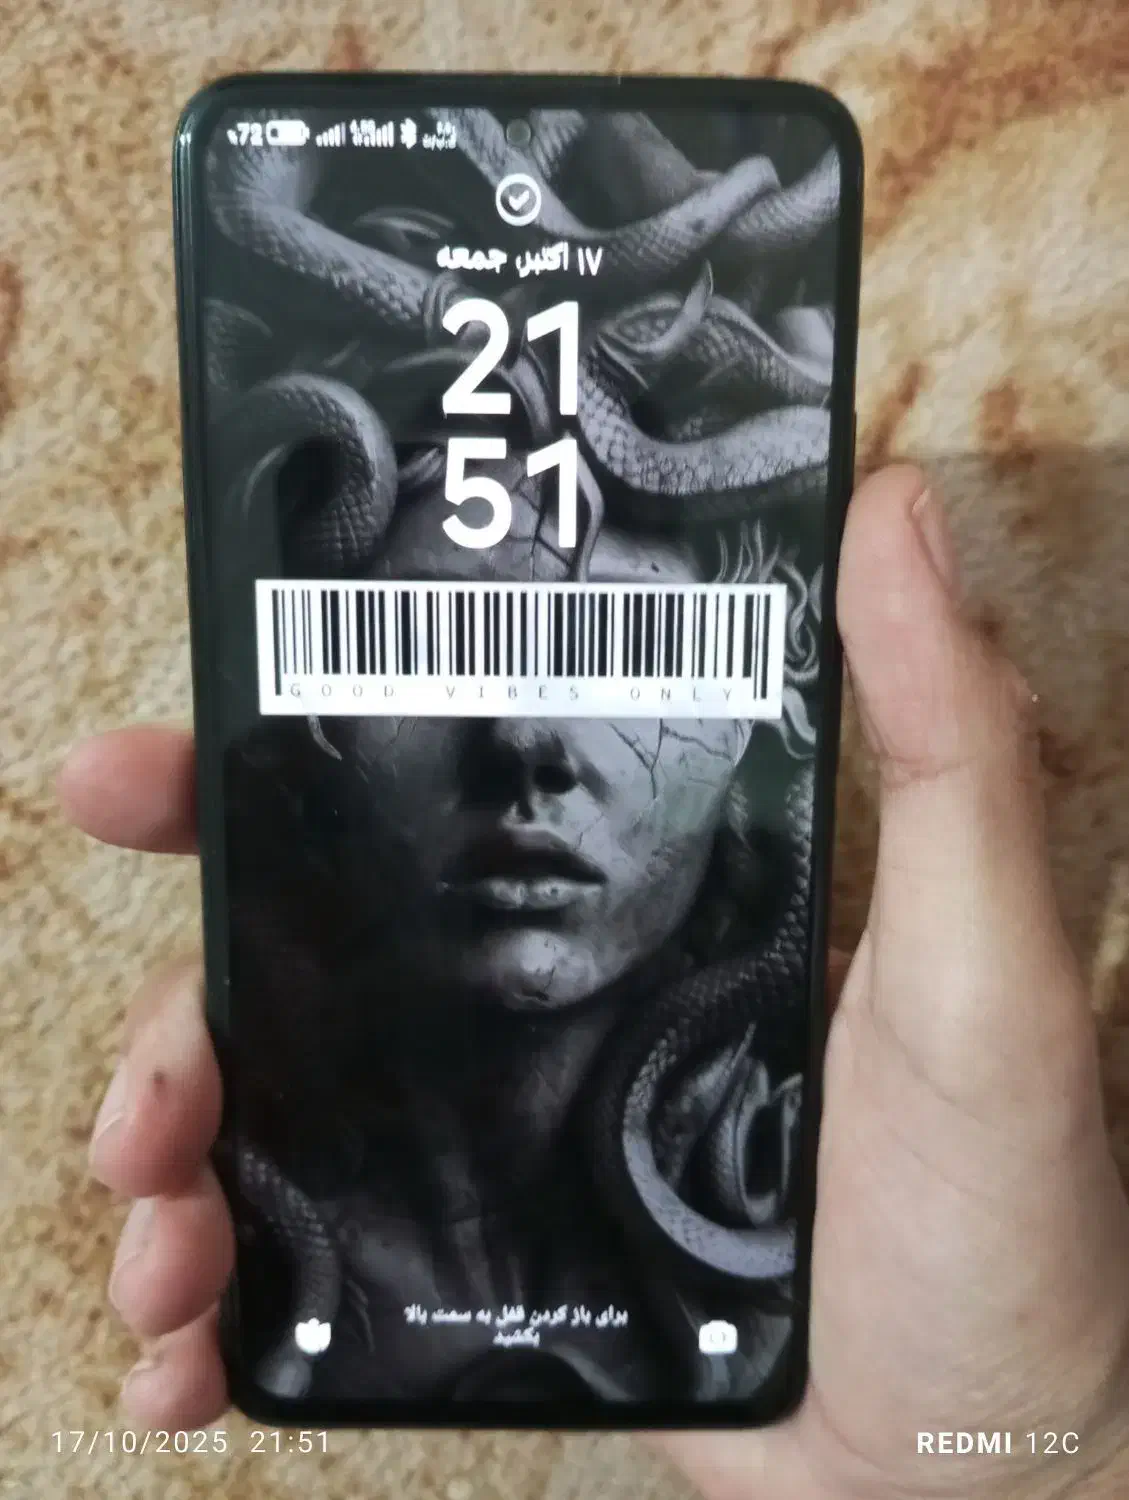 %72
۱۷ اکتبر, جمعه
21
51
GOOD VIBES ONLY
برای باز کردن قفل به سمت بالا
بکشید
17/10/2025 21:51
REDMI 12C